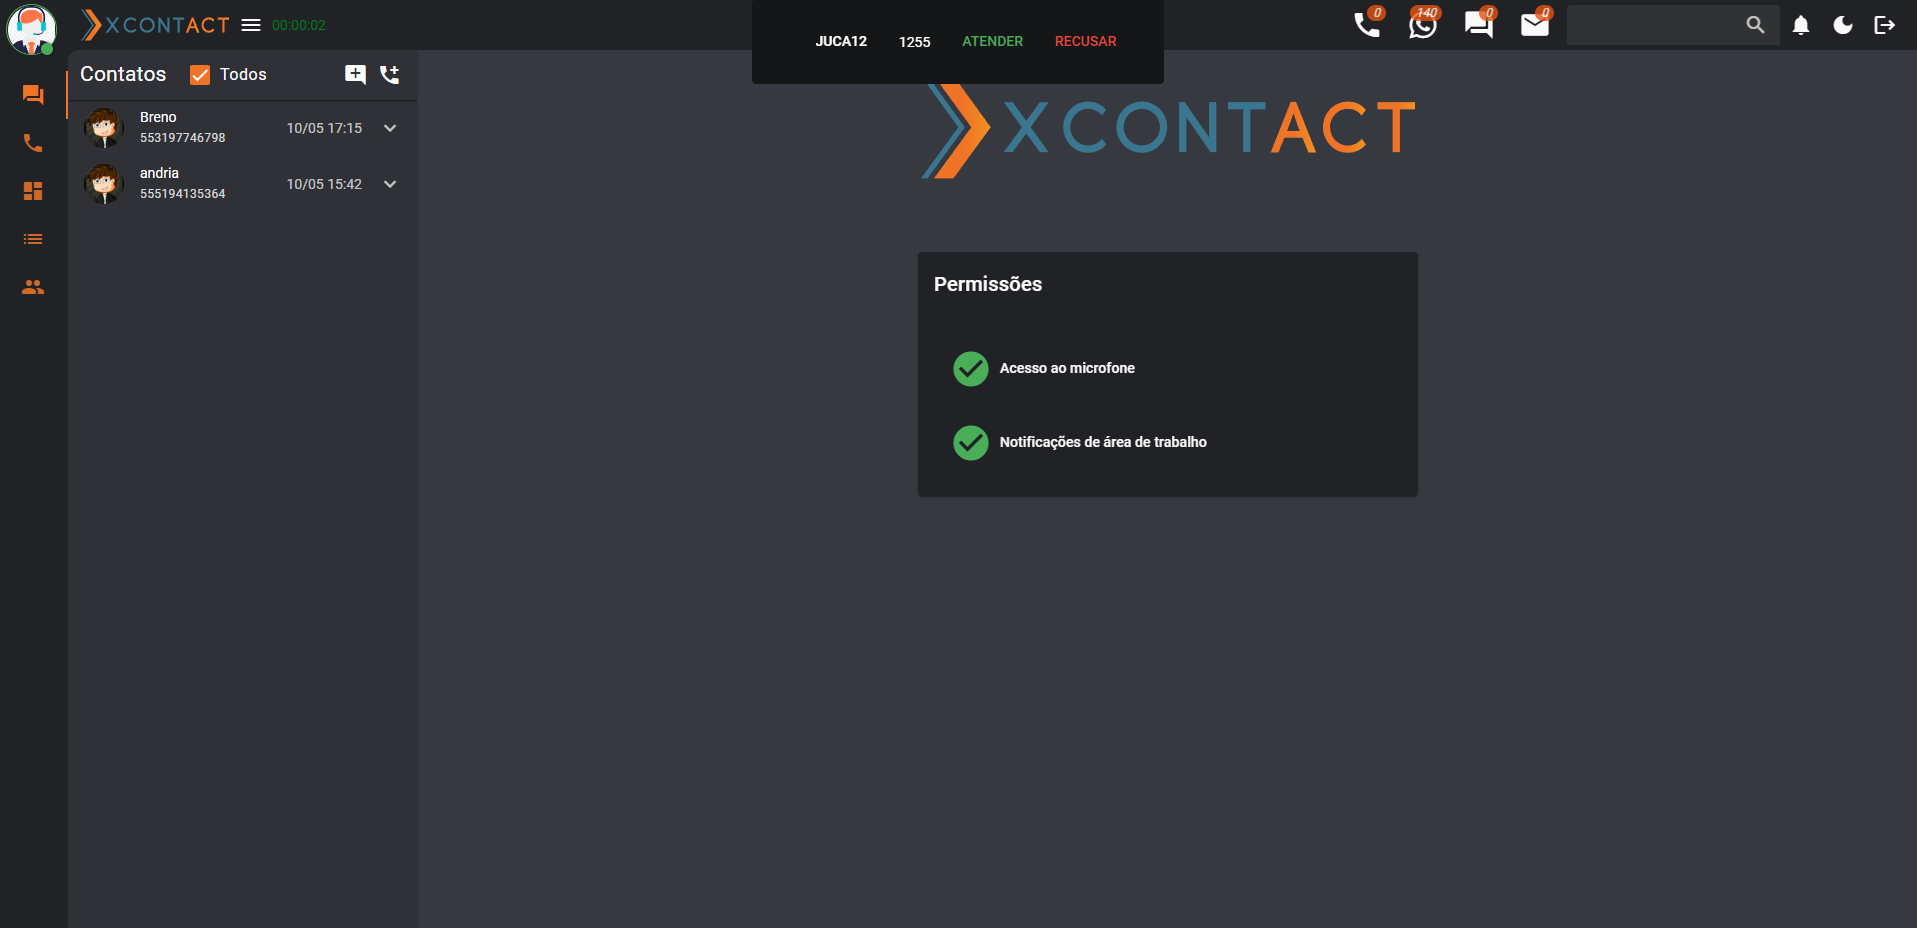 XCONTACT 00:00:02
JUCA12 1255 ATENDER RECUSAR
0 140 0 0
Contatos Todos
Breno
553197746798
10/05 17:15
andria
555194135364
10/05 15:42
XCONTACT
Permissões
Acesso ao microfone
Notificações de área de trabalho